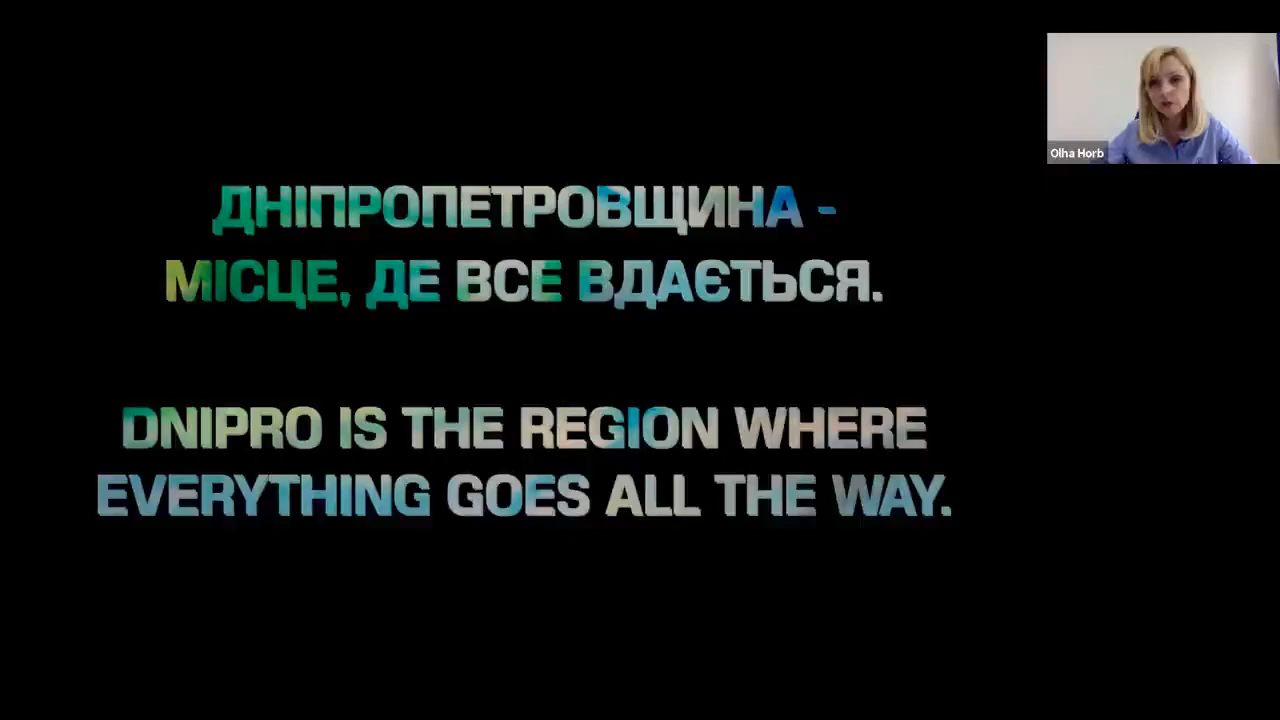 Olha Horb
ДНІПРОПЕТРОВЩИНА -
МІСЦЕ, ДЕ ВСЕ ВДАЄТЬСЯ.
DNIPRO IS THE REGION WHERE
EVERYTHING GOES ALL THE WAY.